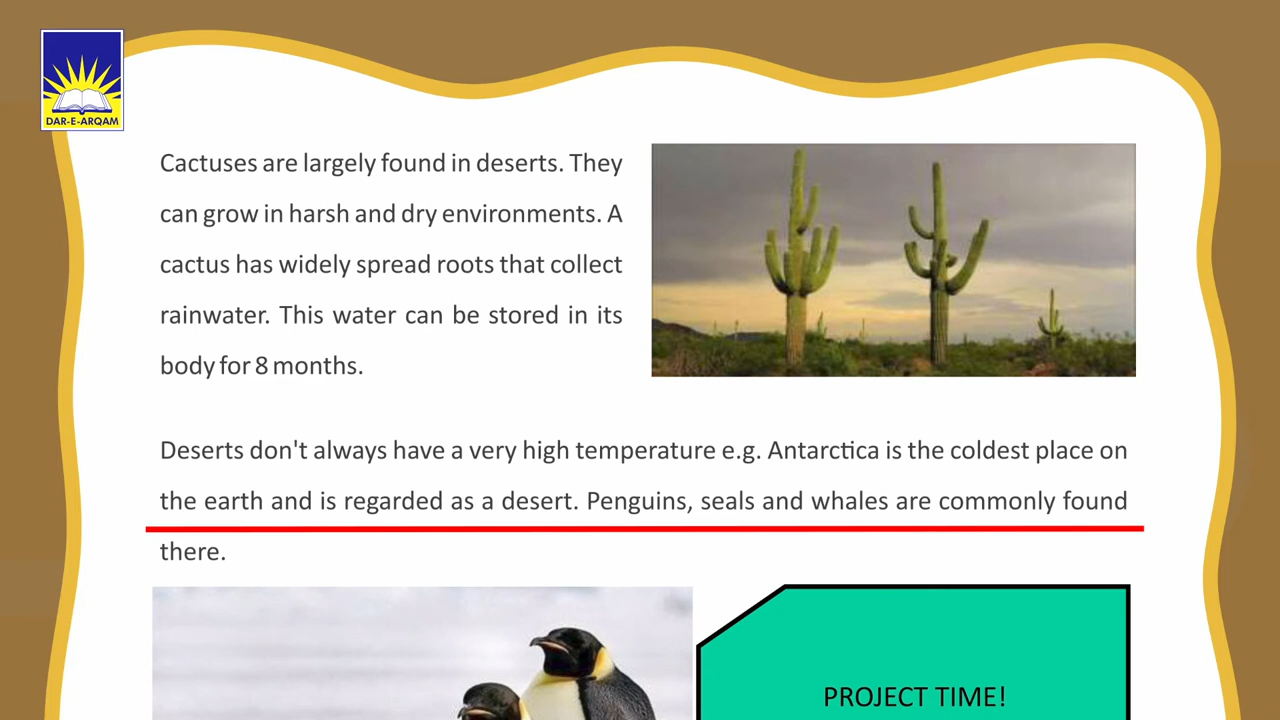 DAR-E-ARQAM
Cactuses are largely found in deserts. They
can grow in harsh and dry environments. A
cactus has widely spread roots that collect
rainwater. This water can be stored in its
body for 8 months.
Deserts don't always have a very high temperature e.g. Antarctica is the coldest place on
the earth and is regarded as a desert. Penguins, seals and whales are commonly found
there.
PROJECT TIME!